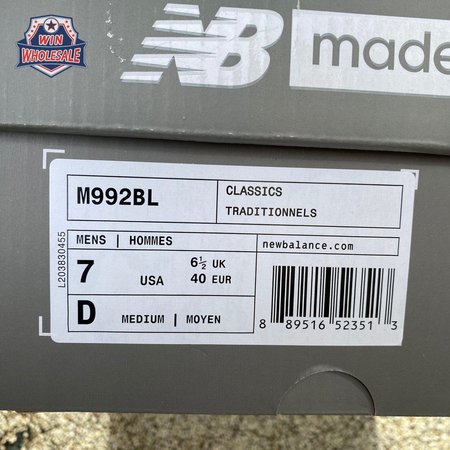 WIN
WHOLESALE
NB
made
M992BL
CLASSICS
TRADITIONNELS
MENS | HOMMES
7 USA 6½ UK
40 EUR
D MEDIUM | MOYEN
newbalance.com
8 89516 52351 3
L203830455